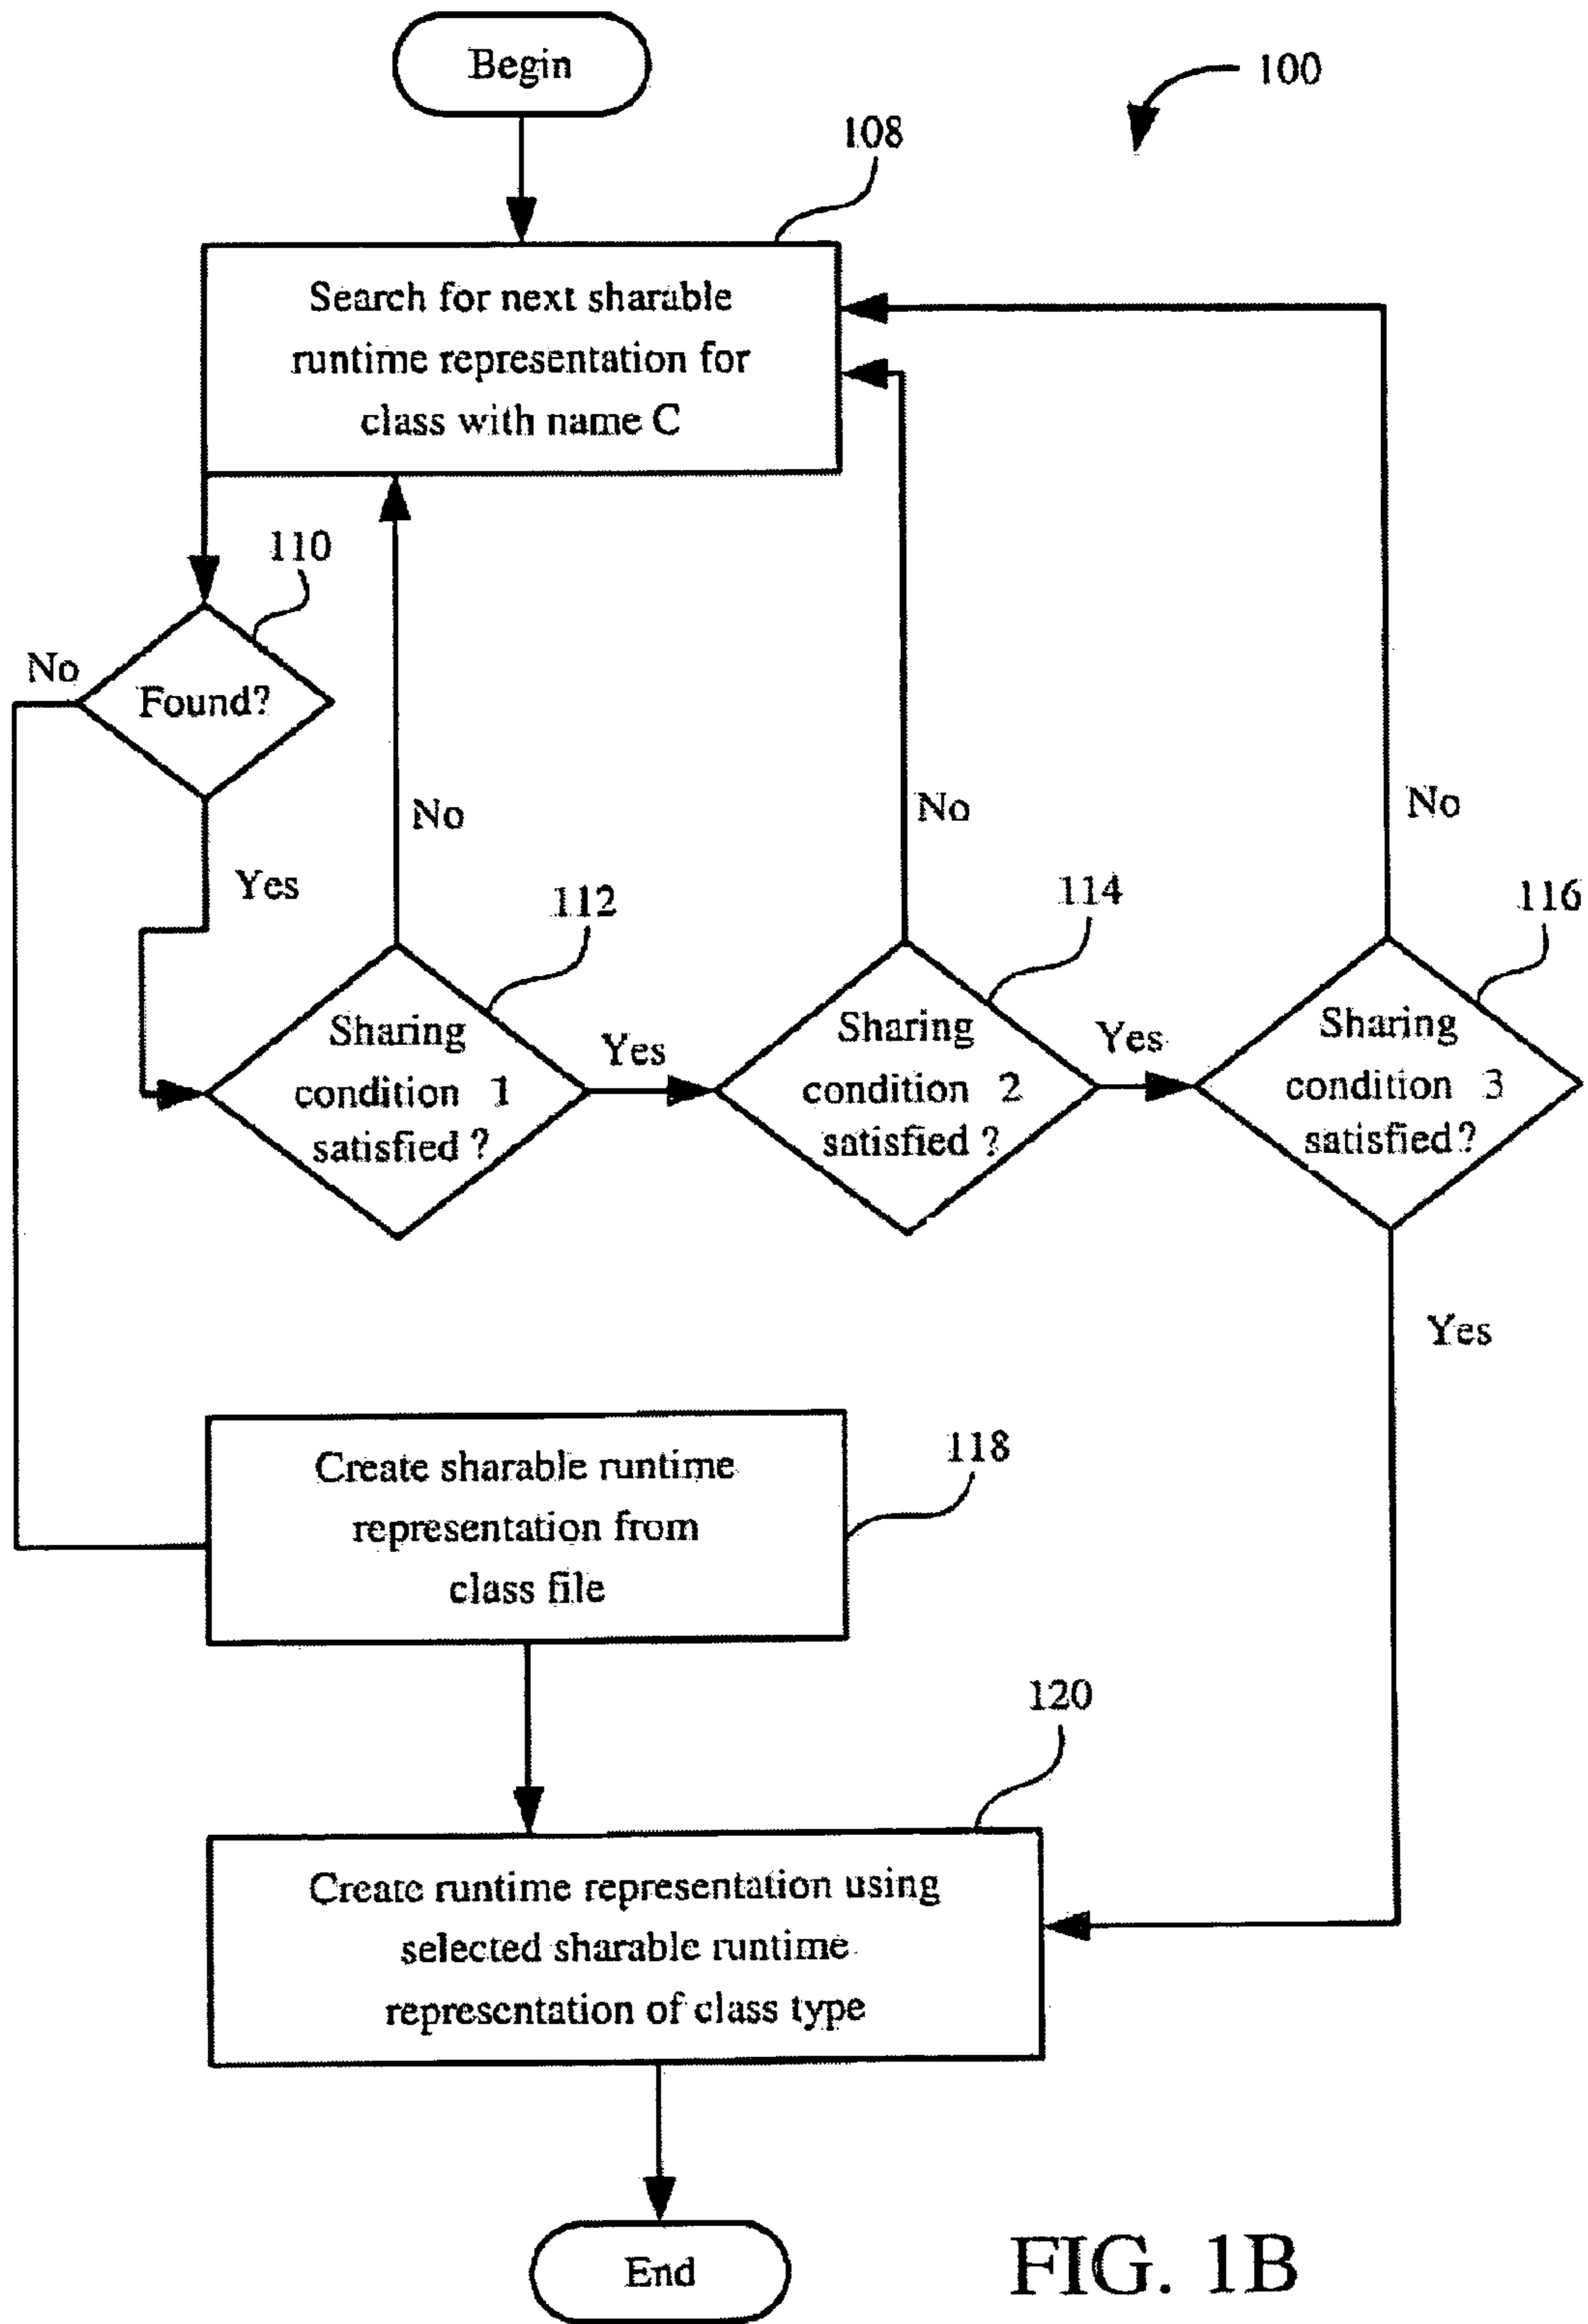 Begin
100
108
Search for next sharable
runtime representation for
class with name C
110
No
Found?
No
No
No
Yes
112
114
116
Sharing
condition 1
satisfied ?
Yes
Sharing
condition 2
satisfied ?
Yes
Sharing
condition 3
satisfied?
Yes
Create sharable runtime
representation from
class file
118
120
Create runtime representation using
selected sharable runtime
representation of class type
End
FIG. 1B